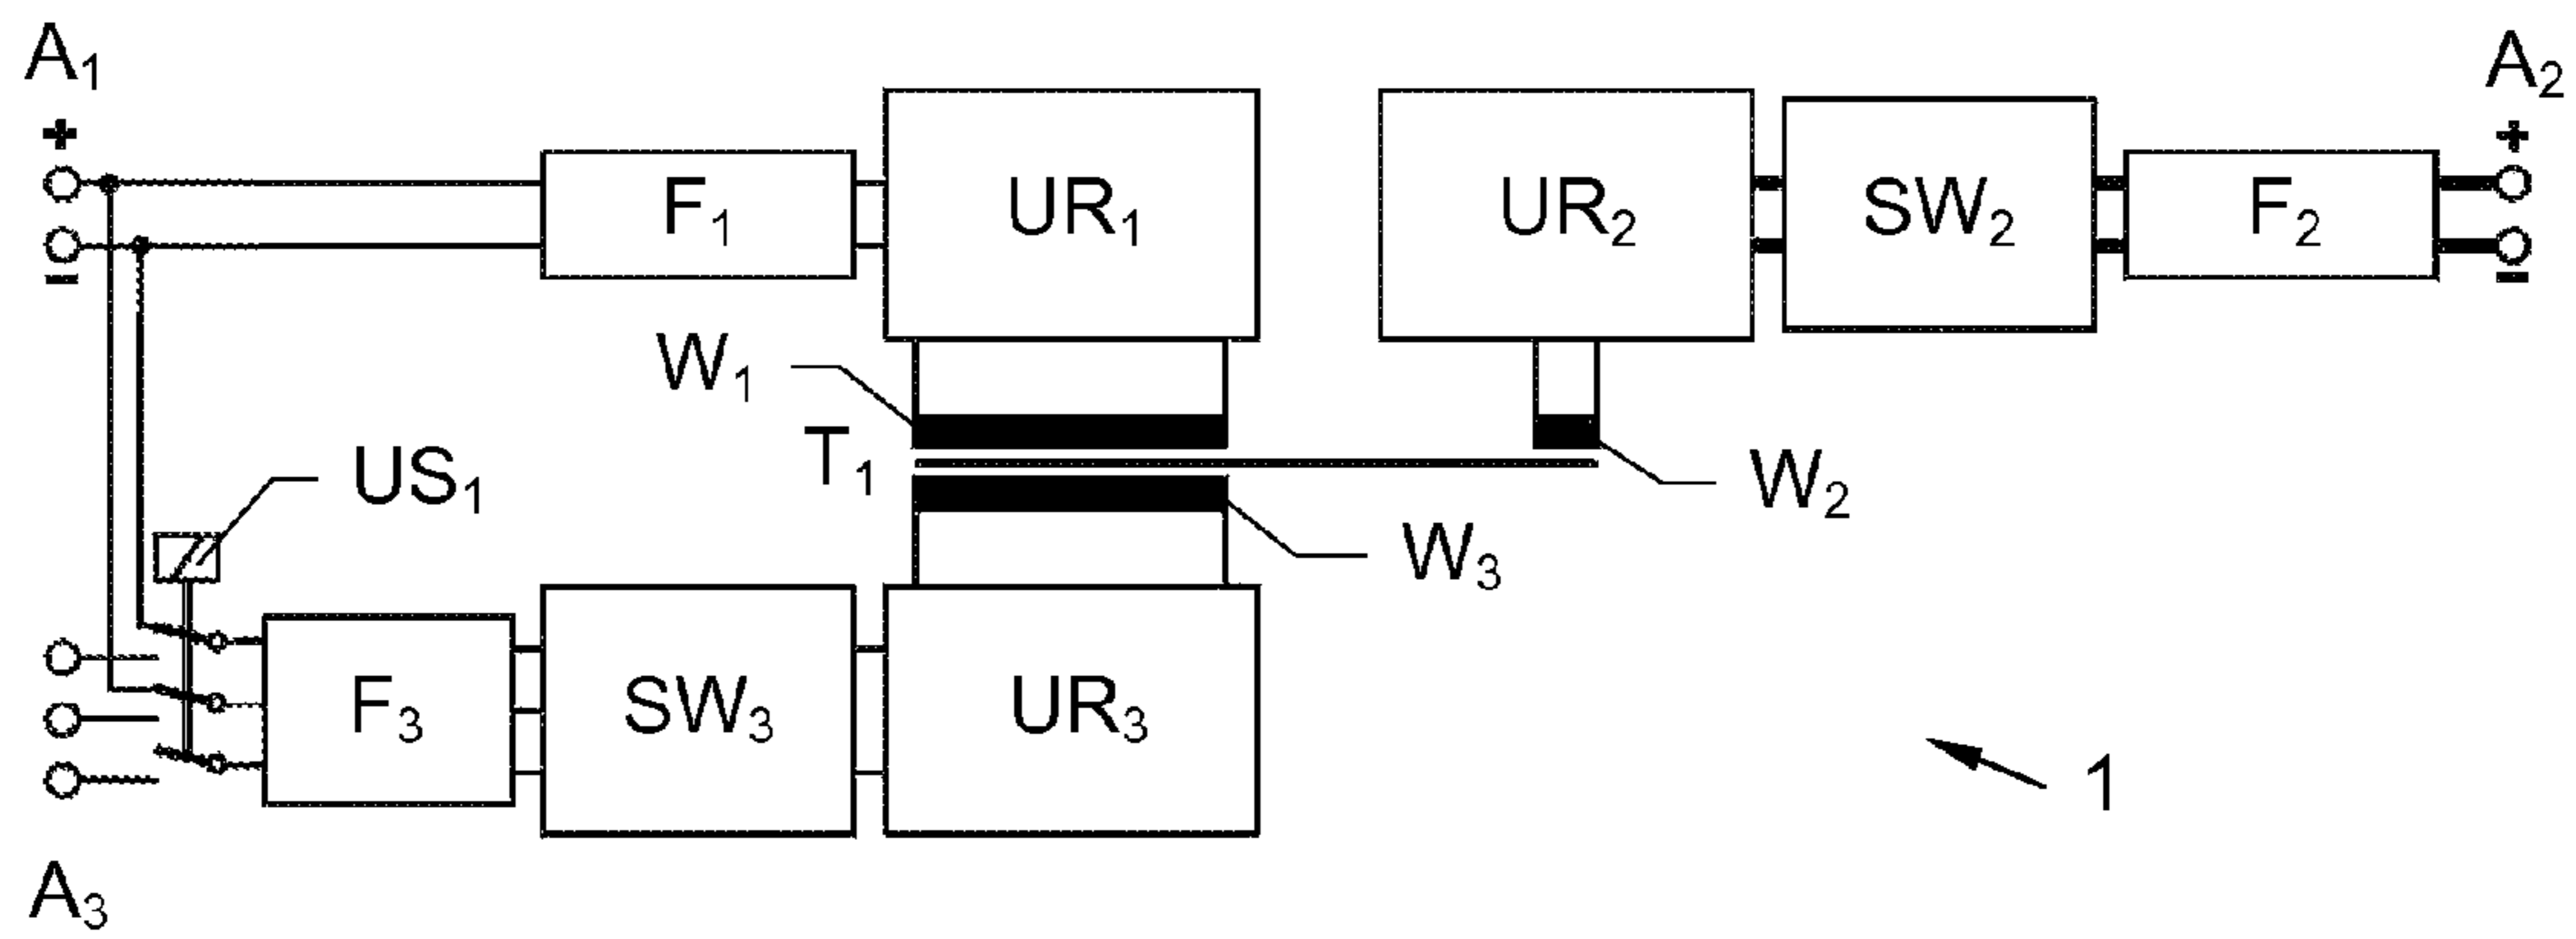 A₁
A₂
+
+
F₁
UR₁
UR₂
SW₂
F₂
-
-
W₁
T₁
US₁
W₂
W₃
F₃
SW₃
UR₃
1
A₃